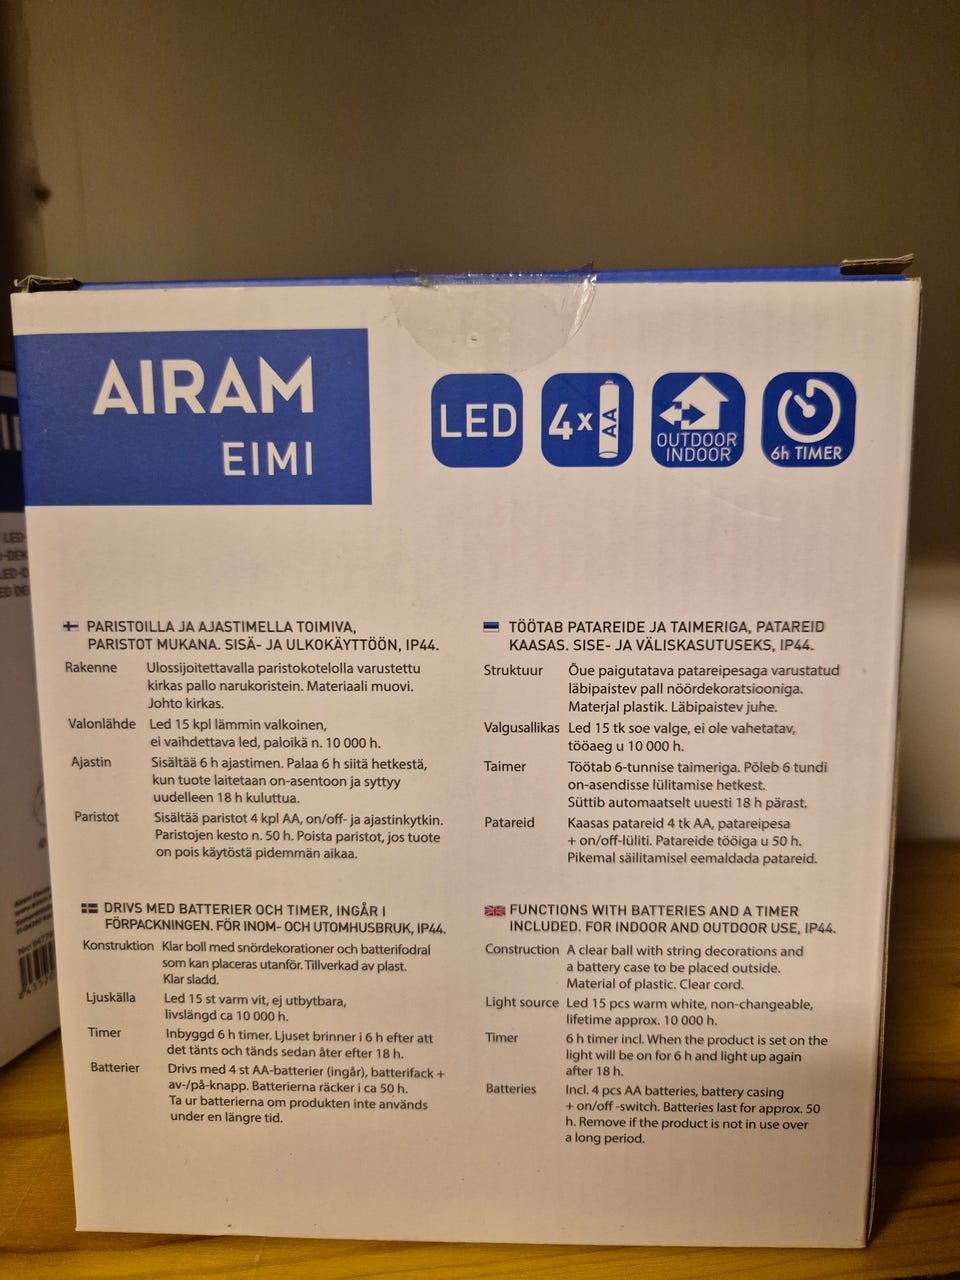 AIRAM
EIMI
LED
4x AA
OUTDOOR
INDOOR
6h TIMER
PARISTOILLA JA AJASTIMELLA TOIMIVA,
PARISTOT MUKANA. SISÄ- JA ULKOKÄYTTÖÖN, IP44.
Rakenne Ulossijoitettavalla paristokotelolla varustettu
kirkas pallo narukoristein. Materiaali muovi.
Johto kirkas.
Valonlähde Led 15 kpl lämmin valkoinen,
ei vaihdettava led, paloikä n. 10 000 h.
Ajastin Sisältää 6 h ajastimen. Palaa 6 h siitä hetkestä,
kun tuote laitetaan on-asentoon ja syttyy
uudelleen 18 h kuluttua.
Paristot Sisältää paristot 4 kpl AA, on/off- ja ajastinkytkin.
Paristojen kesto n. 50 h. Poista paristot, jos tuote
on pois käytöstä pidemmän aikaa.
TÖÖTAB PATAREIDE JA TAIMERIGA, PATAREID
KAASAS. SISE- JA VÄLISKASUTUSEKS, IP44.
Struktuur Õue paigutatava patareipesaga varustatud
läbipaistev pall nöördekoratsiooniga.
Materjal plastik. Läbipaistev juhe.
Valgusallikas Led 15 tk soe valge, ei ole vahetatav,
tööaeg u 10 000 h.
Taimer Töötab 6-tunnise taimeriga. Põleb 6 tundi
on-asendisse lülitamise hetkest.
Süttib automaatselt uuesti 18 h pärast.
Patareid Kaasas patareid 4 tk AA, patareipesa
+ on/off-lüliti. Patareide tööiga u 50 h.
Pikemal säilitamisel eemaldada patareid.
DRIVS MED BATTERIER OCH TIMER, INGÅR I
FÖRPACKNINGEN. FÖR INOM- OCH UTOMHUSBRUK, IP44.
Konstruktion Klar boll med snördekorationer och batterifodral
som kan placeras utanför. Tillverkad av plast.
Klar sladd.
Ljuskälla Led 15 st varm vit, ej utbytbara,
livslängd ca 10 000 h.
Timer Inbyggd 6 h timer. Ljuset brinner i 6 h efter att
det tänts och tänds sedan åter efter 18 h.
Batterier Drivs med 4 st AA-batterier (ingår), batterifack +
av-/på-knapp. Batterierna räcker i ca 50 h.
Ta ur batterierna om produkten inte används
under en längre tid.
FUNCTIONS WITH BATTERIES AND A TIMER
INCLUDED. FOR INDOOR AND OUTDOOR USE, IP44.
Construction A clear ball with string decorations and
a battery case to be placed outside.
Material of plastic. Clear cord.
Light source Led 15 pcs warm white, non-changeable,
lifetime approx. 10 000 h.
Timer 6 h timer incl. When the product is set on the
light will be on for 6 h and light up again
after 18 h.
Batteries Incl. 4 pcs AA batteries, battery casing
+ on/off -switch. Batteries last for approx. 50
h. Remove if the product is not in use over
a long period.